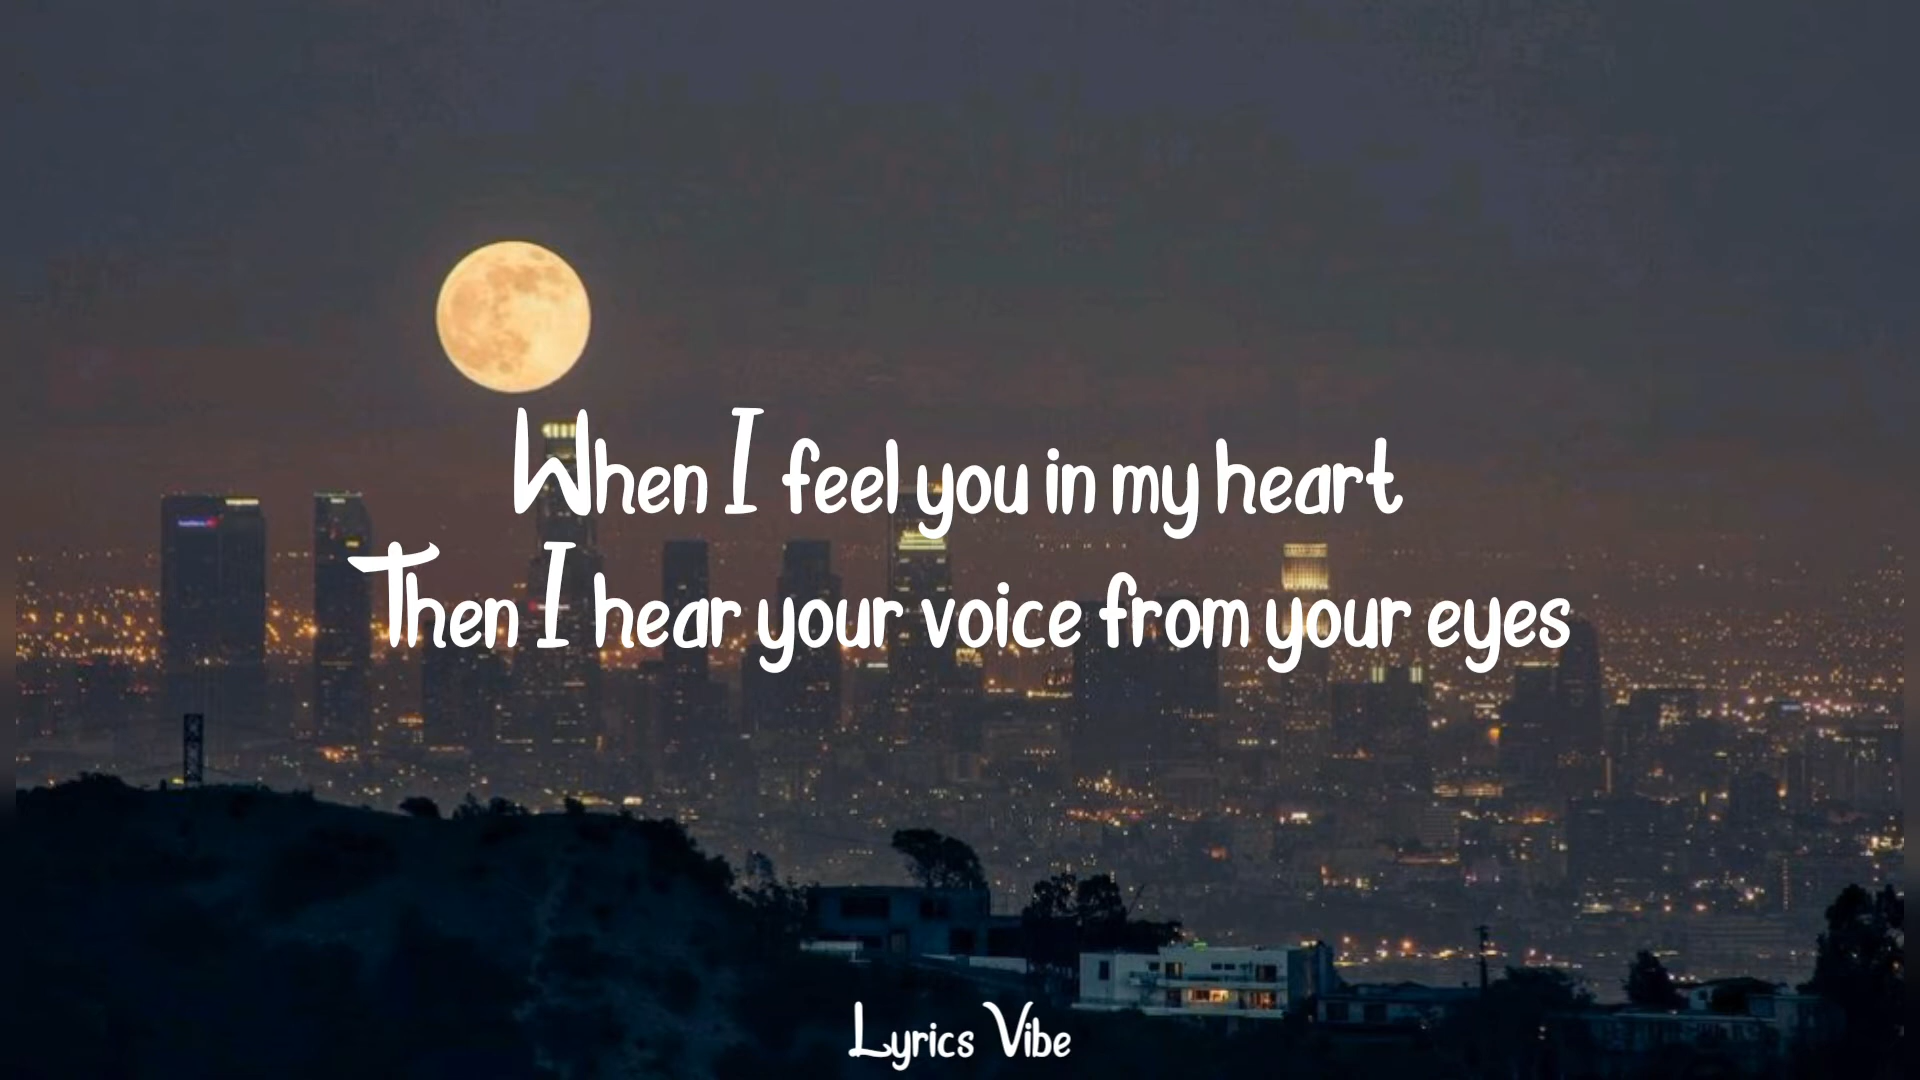 When I feel you in my heart
Then I hear your voice from your eyes
Lyrics Vibe